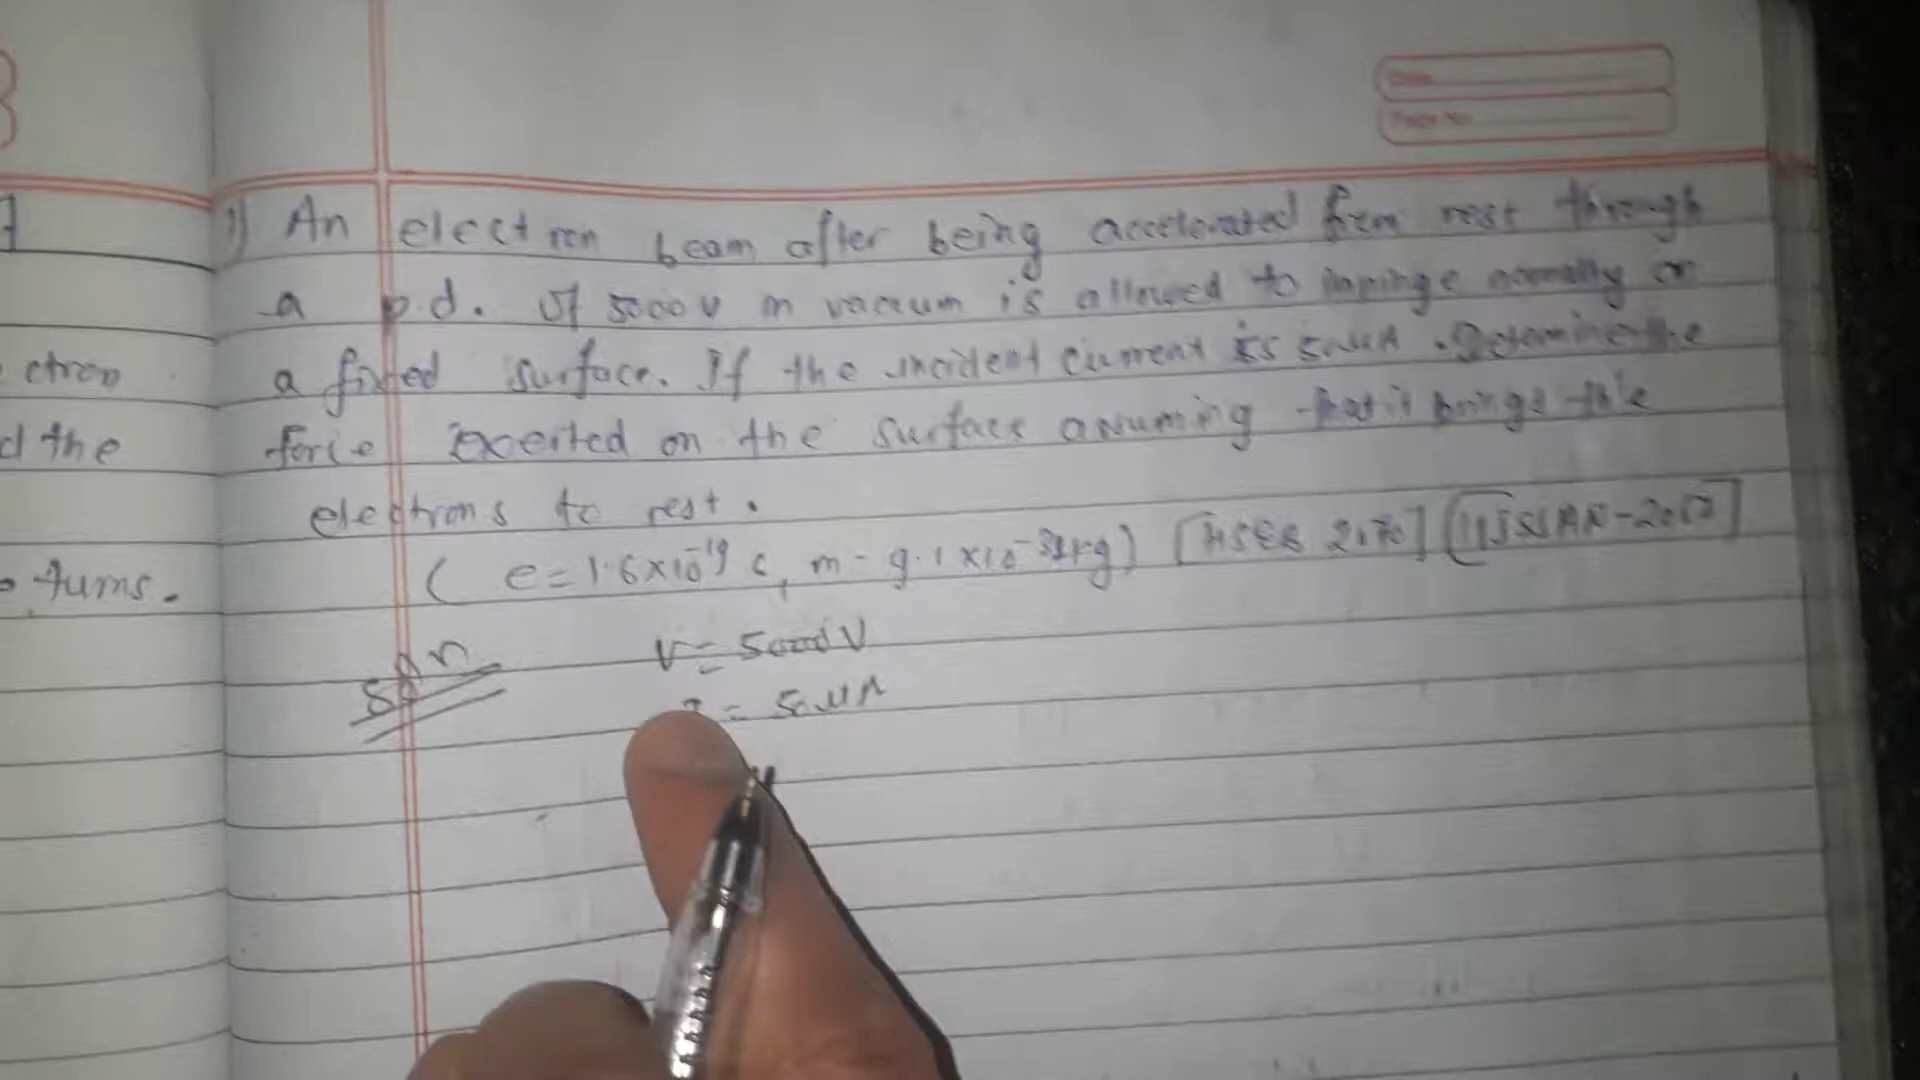 1) An electron beam after being accelerated from rest through
a p.d. of 5000 V in vacuum is allowed to impinge normally on
ctron
a fixed surface. If the incident current is 50 μA. Determine the
d the
force exerted on the surface assuming that it brings the
electrons to rest.
turns.
( e = 1.6×10⁻¹⁹ C, m = 9.1×10⁻³¹ kg) [HSEB 2070]
Solⁿ
V = 5000 V
= 50 μA